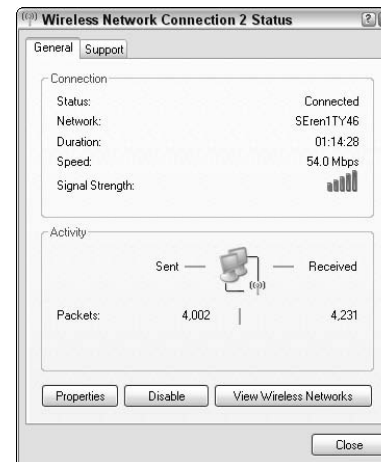 Wireless Network Connection 2 Status
General Support
Connection
Status: Connected
Network: SEren1TY46
Duration: 01:14:28
Speed: 54.0 Mbps
Signal Strength:
Activity
Sent — — Received
Packets: 4,002 | 4,231
Properties Disable View Wireless Networks
Close